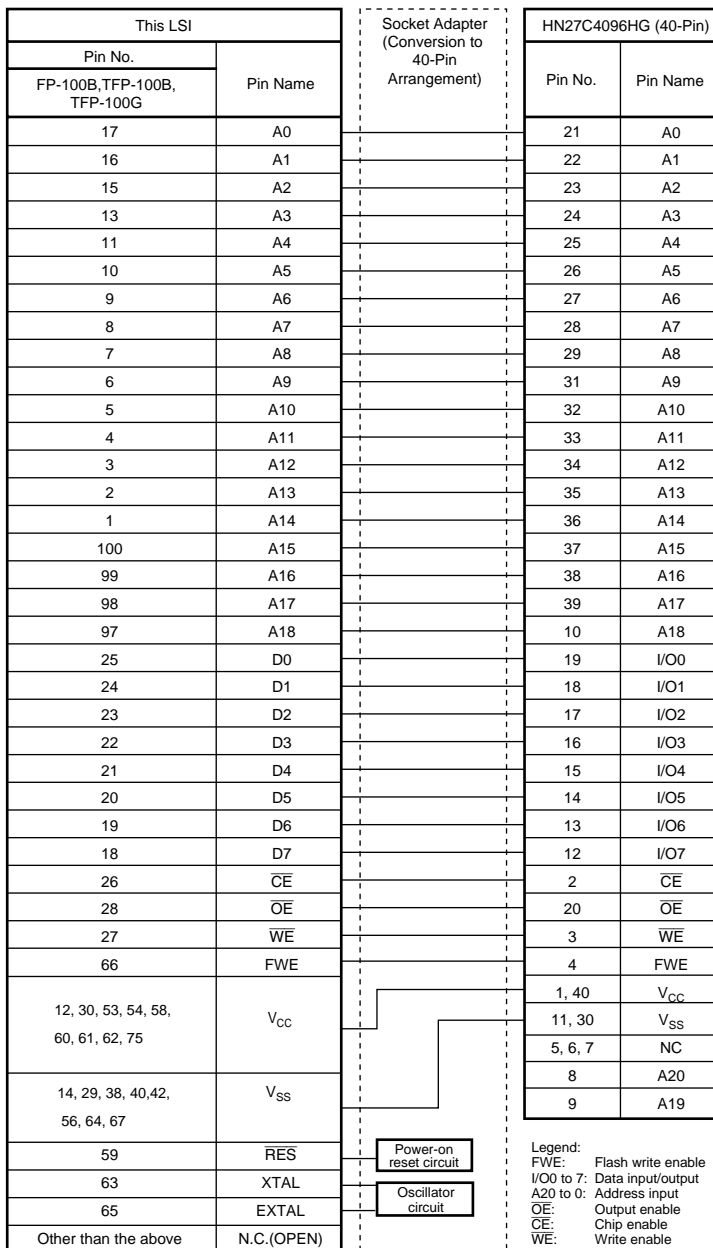 This LSI
Socket Adapter
(Conversion to
40-Pin
Arrangement)
HN27C4096HG (40-Pin)
Pin No.
FP-100B,TFP-100B,
TFP-100G
Pin Name
Pin No.
Pin Name
17 A0 21 A0
16 A1 22 A1
15 A2 23 A2
13 A3 24 A3
11 A4 25 A4
10 A5 26 A5
9 A6 27 A6
8 A7 28 A7
7 A8 29 A8
6 A9 31 A9
5 A10 32 A10
4 A11 33 A11
3 A12 34 A12
2 A13 35 A13
1 A14 36 A14
100 A15 37 A15
99 A16 38 A16
98 A17 39 A17
97 A18 10 A18
25 D0 19 I/O0
24 D1 18 I/O1
23 D2 17 I/O2
22 D3 16 I/O3
21 D4 15 I/O4
20 D5 14 I/O5
19 D6 13 I/O6
18 D7 12 I/O7
26 C̅E̅ 2 C̅E̅
28 O̅E̅ 20 O̅E̅
27 W̅E̅ 3 W̅E̅
66 FWE 4 FWE
12, 30, 53, 54, 58,
60, 61, 62, 75
VCC
1, 40 VCC
11, 30 VSS
5, 6, 7 NC
8 A20
9 A19
14, 29, 38, 40,42,
56, 64, 67
VSS
59 R̅E̅S̅
Power-on
reset circuit
63 XTAL
65 EXTAL
Oscillator
circuit
Other than the above N.C.(OPEN)
Legend:
FWE: Flash write enable
I/O0 to 7: Data input/output
A20 to 0: Address input
O̅E̅: Output enable
C̅E̅: Chip enable
W̅E̅: Write enable